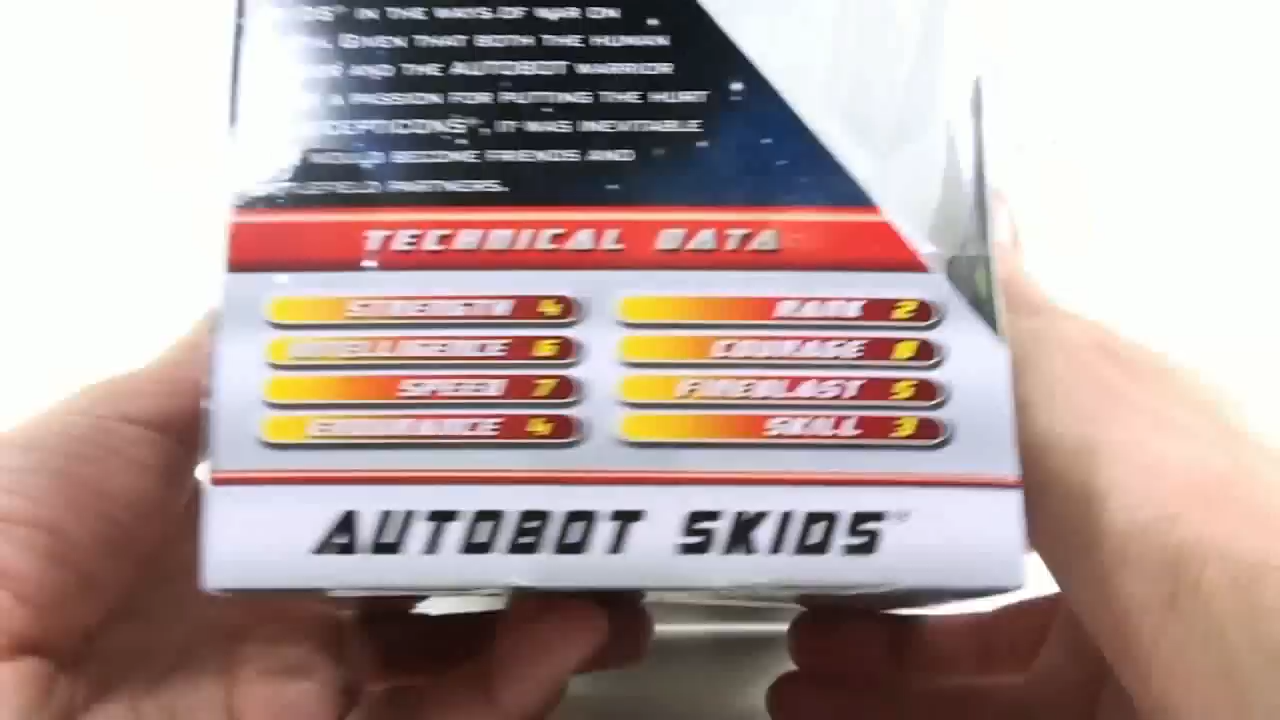 IN THE WAYS OF WAR ON
GIVEN THAT BOTH THE HUMAN
AND THE AUTOBOT WARRIOR
A PASSION FOR PUTTING THE HURT
IT WAS INEVITABLE
WOULD BECOME FRIENDS AND
PARTNERS.
TECHNICAL DATA
STRENGTH 4 RANK 2
INTELLIGENCE 6 COURAGE
SPEED 7 FIREBLAST 5
ENDURANCE 4 SKILL 3
AUTOBOT SKIDS™